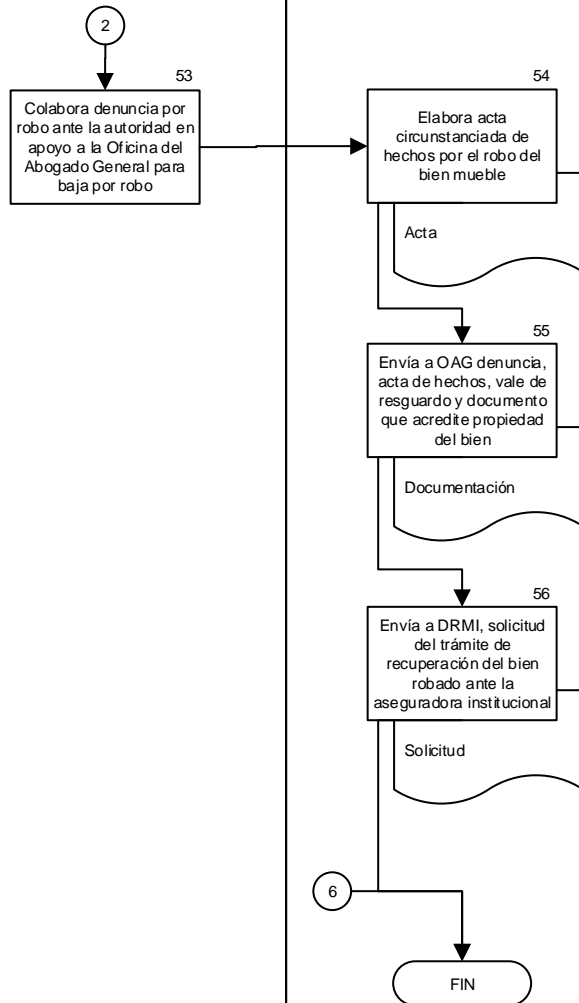 2
53
Colabora denuncia por
robo ante la autoridad en
apoyo a la Oficina del
Abogado General para
baja por robo
54
Elabora acta
circunstanciada de
hechos por el robo del
bien mueble
Acta
55
Envía a OAG denuncia,
acta de hechos, vale de
resguardo y documento
que acredite propiedad
del bien
Documentación
56
Envía a DRMI, solicitud
del trámite de
recuperación del bien
robado ante la
aseguradora institucional
Solicitud
6
FIN